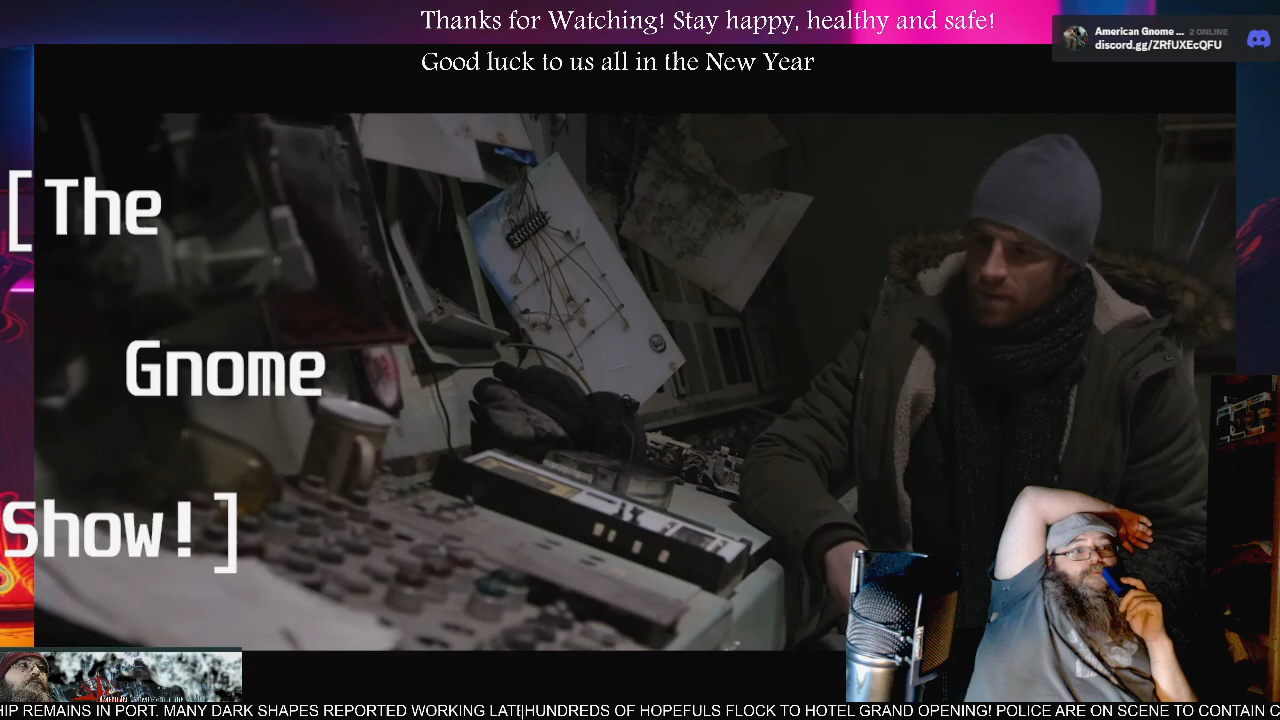 Thanks for Watching! Stay happy, healthy and safe!
American Gnome ... 2 ONLINE
discord.gg/ZRfUXEcQFU
Good luck to us all in the New Year
[The
Gnome
Show!]
HIP REMAINS IN PORT. MANY DARK SHAPES REPORTED WORKING LATE|HUNDREDS OF HOPEFULS FLOCK TO HOTEL GRAND OPENING! POLICE ARE ON SCENE TO CONTAIN C